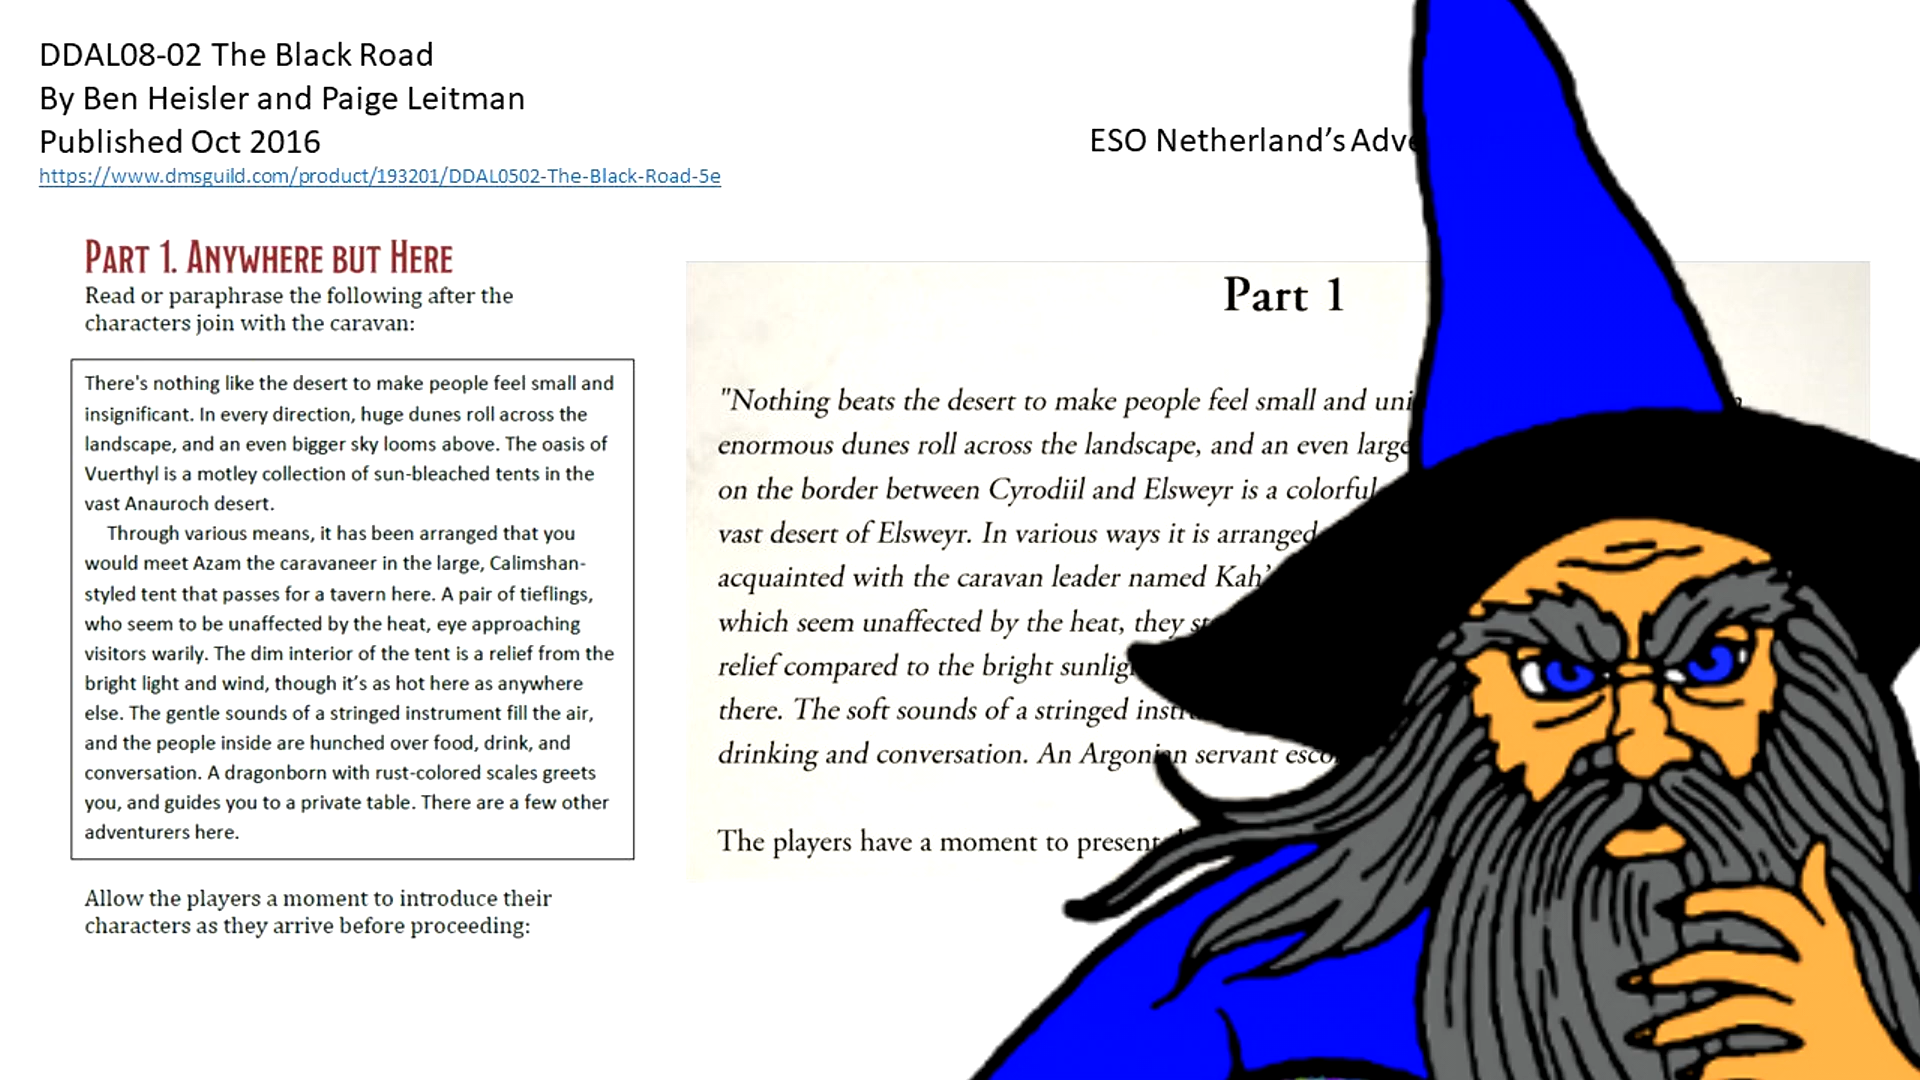 DDAL08-02 The Black Road
By Ben Heisler and Paige Leitman
Published Oct 2016
https://www.dmsguild.com/product/193201/DDAL0502-The-Black-Road-5e
PART 1. ANYWHERE BUT HERE
Read or paraphrase the following after the
characters join with the caravan:
There's nothing like the desert to make people feel small and
insignificant. In every direction, huge dunes roll across the
landscape, and an even bigger sky looms above. The oasis of
Vuerthyl is a motley collection of sun-bleached tents in the
vast Anauroch desert.
Through various means, it has been arranged that you
would meet Azam the caravaneer in the large, Calimshan-
styled tent that passes for a tavern here. A pair of tieflings,
who seem to be unaffected by the heat, eye approaching
visitors warily. The dim interior of the tent is a relief from the
bright light and wind, though it's as hot here as anywhere
else. The gentle sounds of a stringed instrument fill the air,
and the people inside are hunched over food, drink, and
conversation. A dragonborn with rust-colored scales greets
you, and guides you to a private table. There are a few other
adventurers here.
Allow the players a moment to introduce their
characters as they arrive before proceeding:
ESO Netherland's
Part 1
"Nothing beats the desert to make people feel small and
enormous dunes roll across the landscape, and an even
on the border between Cyrodiil and Elsweyr is a colorful
vast desert of Elsweyr. In various ways it is arranged
acquainted with the caravan leader named
which seem unaffected by the heat, they
relief compared to the bright
there. The soft sounds of a stringed
drinking and conversation. An Argonian servant
The players have a moment to present